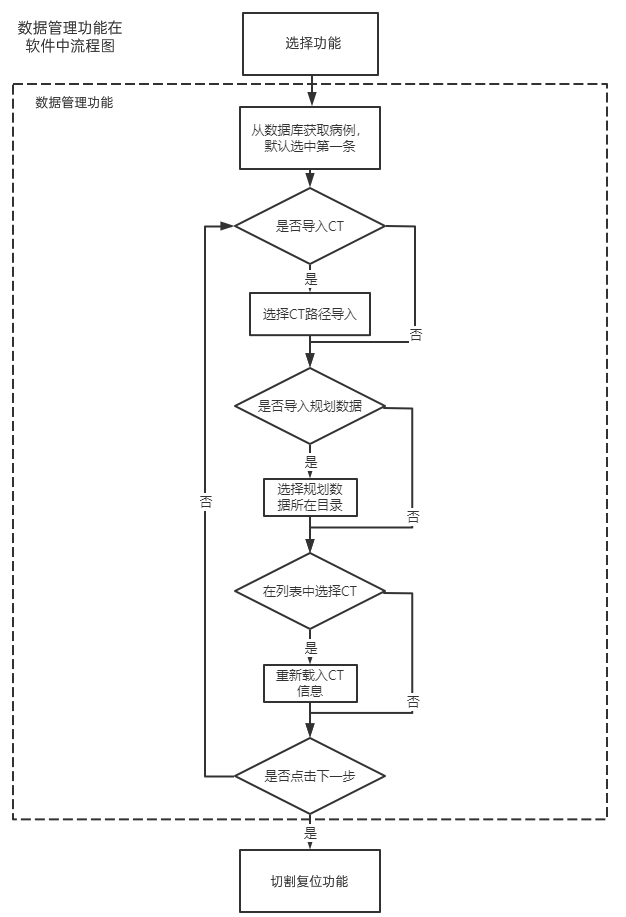 数据管理功能在
软件中流程图
选择功能
数据管理功能
从数据库获取病例，
默认选中第一条
是否导入CT
是
选择CT路径导入
否
是否导入规划数据
是
选择规划数
据所在目录
否
否
在列表中选择CT
是
重新载入CT
信息
否
是否点击下一步
是
切割复位功能